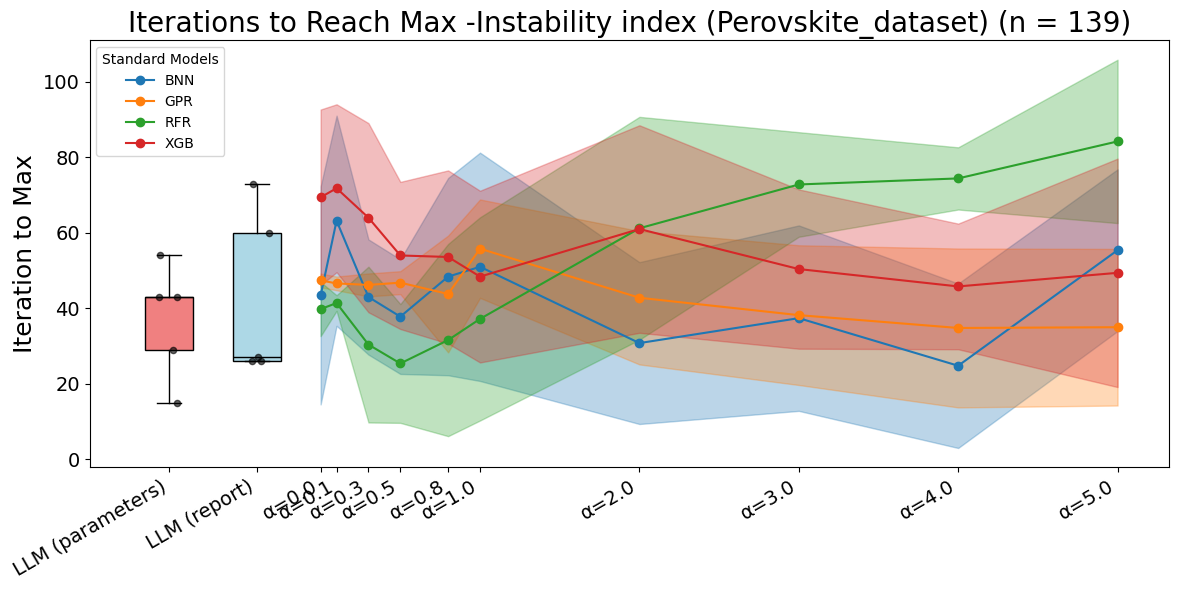 Iterations to Reach Max -Instability index (Perovskite_dataset) (n = 139)
Standard Models
BNN
GPR
RFR
XGB
Iteration to Max
100
80
60
40
20
0
LLM (parameters)
LLM (report)
α=0.0
α=0.1
α=0.3
α=0.5
α=0.8
α=1.0
α=2.0
α=3.0
α=4.0
α=5.0